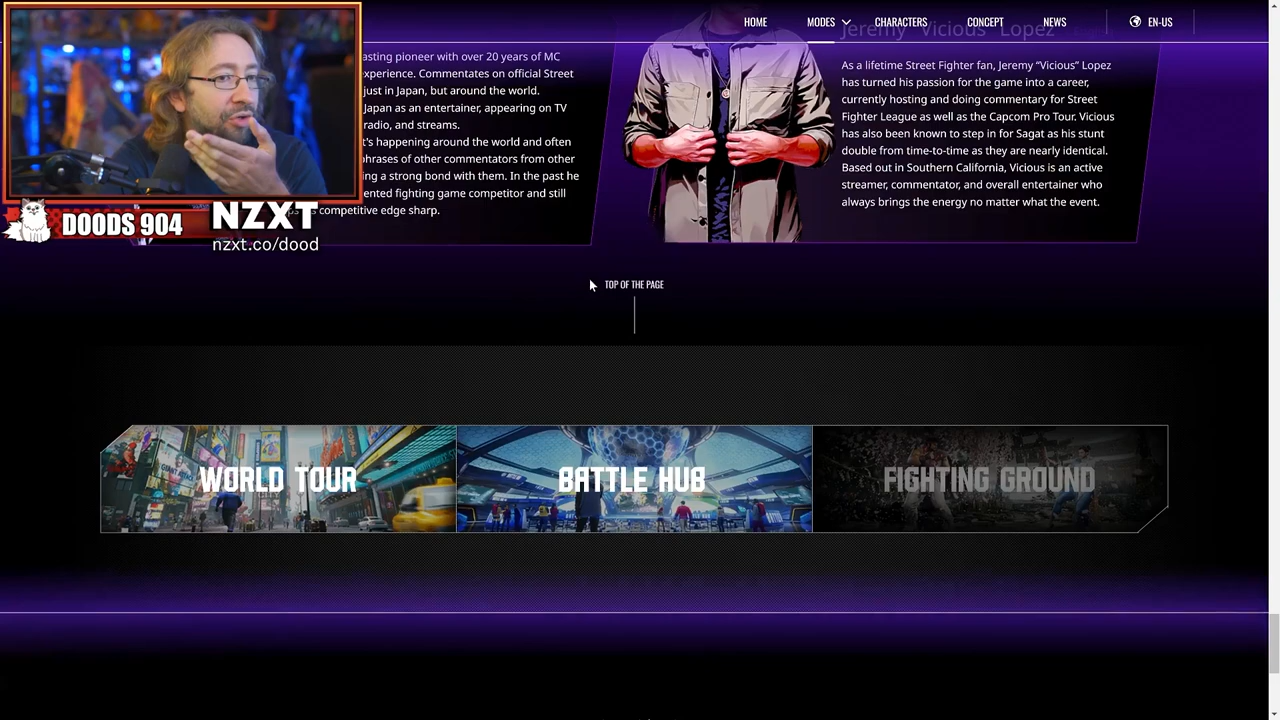 HOME
MODES
CHARACTERS
CONCEPT
NEWS
EN-US
asting pioneer with over 20 years of MC
xperience. Commentates on official Street
just in Japan, but around the world.
Japan as an entertainer, appearing on TV
radio, and streams.
t's happening around the world and often
phrases of other commentators from other
ing a strong bond with them. In the past he
ented fighting game competitor and still
competitive edge sharp.
Jeremy "Vicious" Lopez
As a lifetime Street Fighter fan, Jeremy “Vicious” Lopez
has turned his passion for the game into a career,
currently hosting and doing commentary for Street
Fighter League as well as the Capcom Pro Tour. Vicious
has also been known to step in for Sagat as his stunt
double from time-to-time as they are nearly identical.
Based out in Southern California, Vicious is an active
streamer, commentator, and overall entertainer who
always brings the energy no matter what the event.
DOODS 904
NZXT
nzxt.co/dood
TOP OF THE PAGE
WORLD TOUR
BATTLE HUB
FIGHTING GROUND